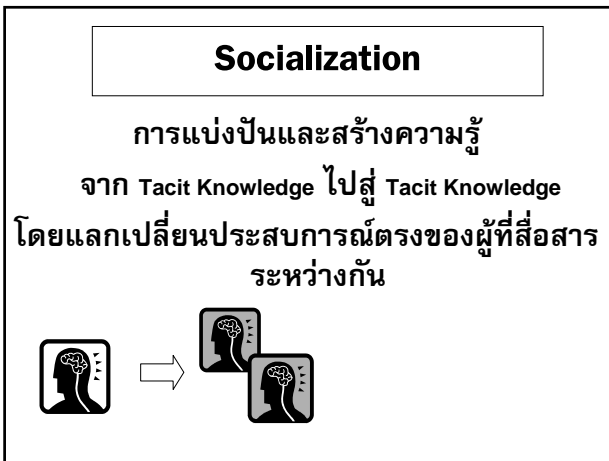 Socialization
การแบ่งปันและสร้างความรู้
จาก Tacit Knowledge ไปสู่ Tacit Knowledge
โดยแลกเปลี่ยนประสบการณ์ตรงของผู้ที่สื่อสาร
ระหว่างกัน